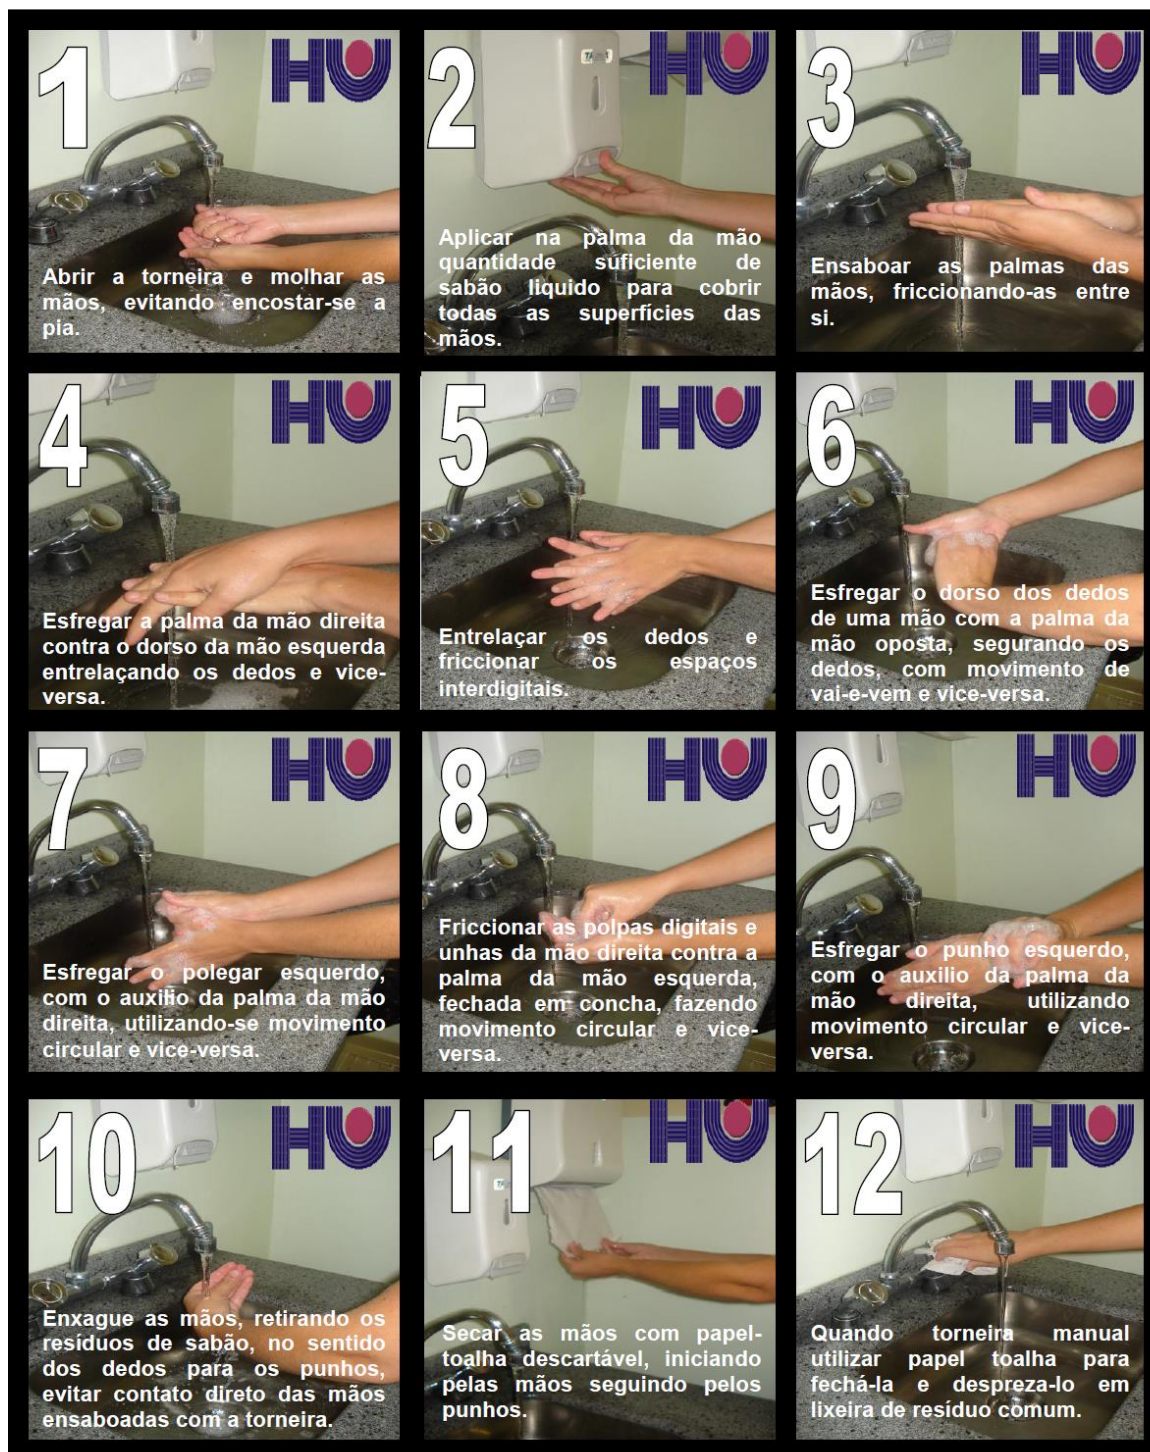 1
HU
Abrir a torneira e molhar as
mãos, evitando encostar-se a
pia.
2
HU
Aplicar na palma da mão
quantidade suficiente de
sabão liquido para cobrir
todas as superfícies das
mãos.
3
HU
Ensaboar as palmas das
mãos, friccionando-as entre
si.
4
HU
Esfregar a palma da mão direita
contra o dorso da mão esquerda
entrelaçando os dedos e vice-
versa.
5
HU
Entrelaçar os dedos e
friccionar os espaços
interdigitais.
6
HU
Esfregar o dorso dos dedos
de uma mão com a palma da
mão oposta, segurando os
dedos, com movimento de
vai-e-vem e vice-versa.
7
HU
Esfregar o polegar esquerdo,
com o auxilio da palma da mão
direita, utilizando-se movimento
circular e vice-versa.
8
HU
Friccionar as polpas digitais e
unhas da mão direita contra a
palma da mão esquerda,
fechada em concha, fazendo
movimento circular e vice-
versa.
9
HU
Esfregar o punho esquerdo,
com o auxilio da palma da
mão direita, utilizando
movimento circular e vice-
versa.
10
HU
Enxague as mãos, retirando os
resíduos de sabão, no sentido
dos dedos para os punhos,
evitar contato direto das mãos
ensaboadas com a torneira.
11
HU
Secar as mãos com papel-
toalha descartável, iniciando
pelas mãos seguindo pelos
punhos.
12
HU
Quando torneira manual
utilizar papel toalha para
fechá-la e despreza-lo em
lixeira de resíduo comum.